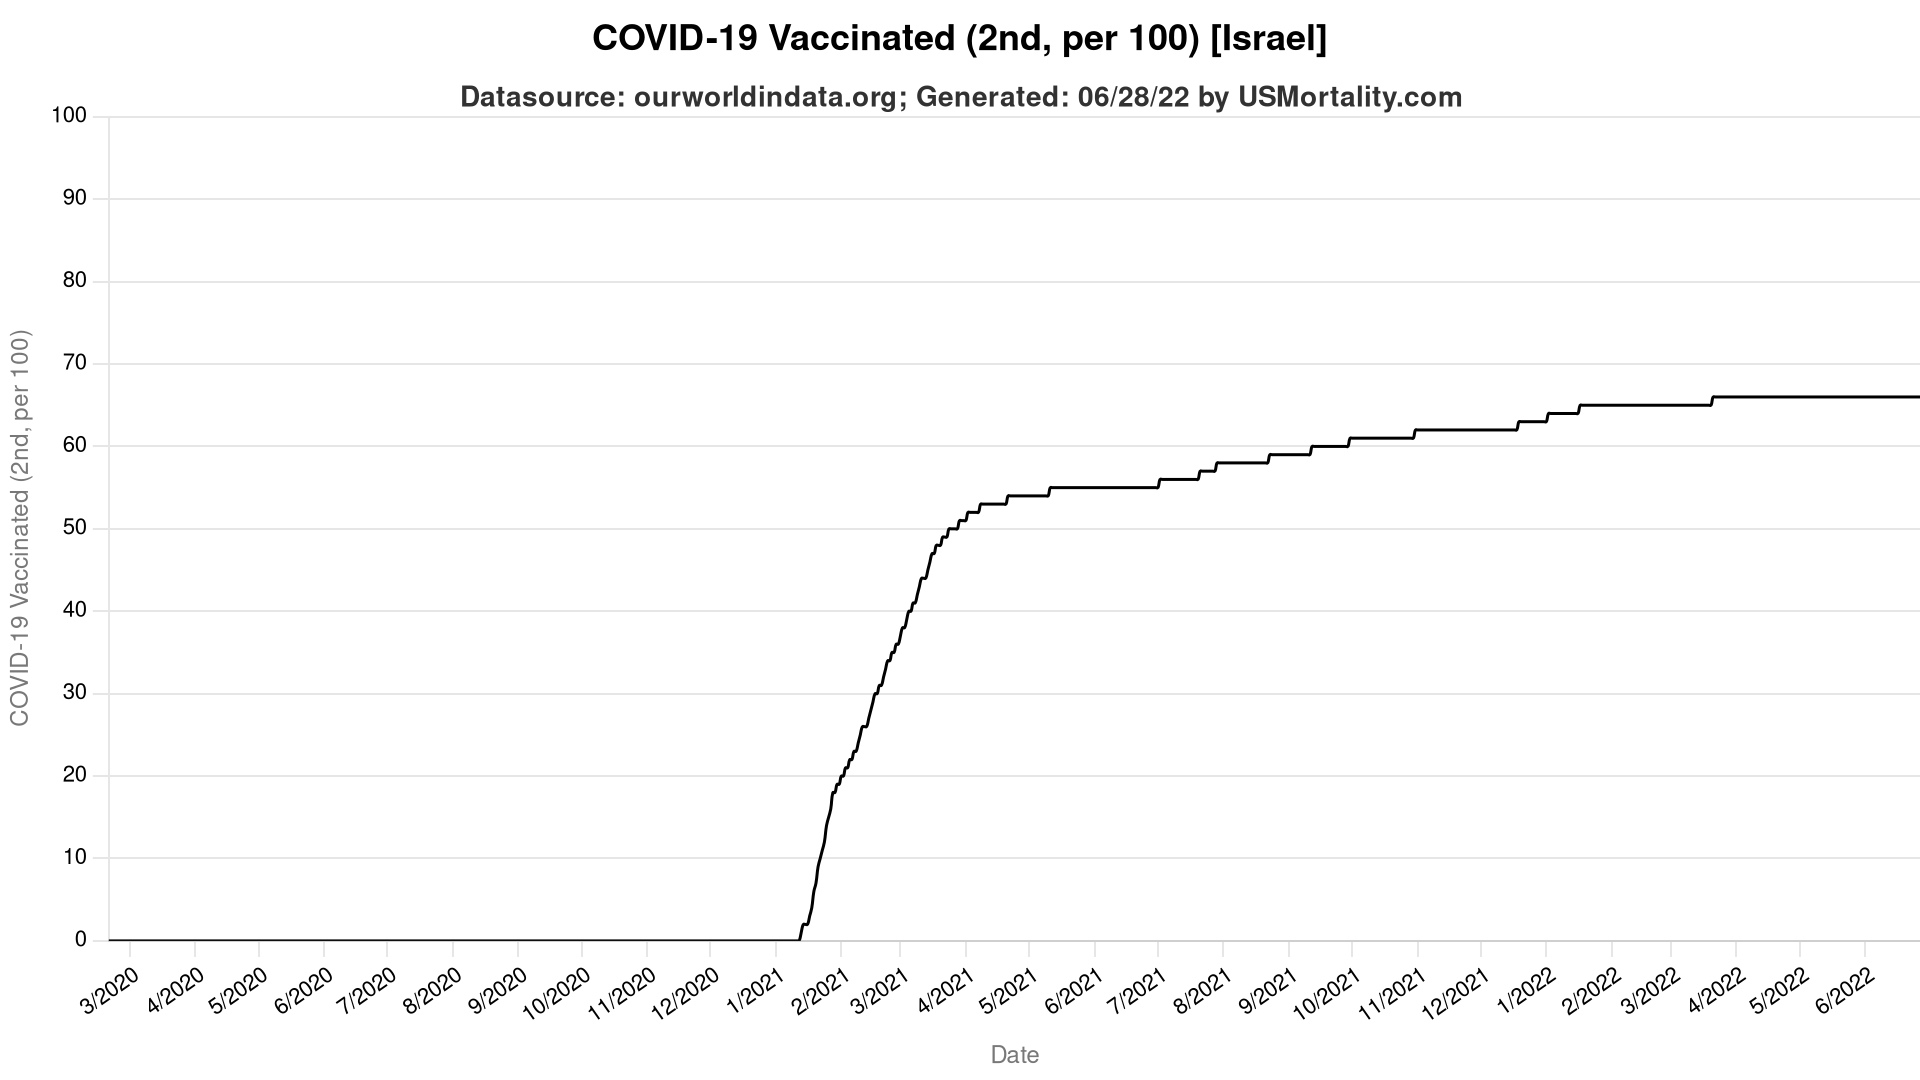 COVID-19 Vaccinated (2nd, per 100) [Israel]
Datasource: ourworldindata.org; Generated: 06/28/22 by USMortality.com
COVID-19 Vaccinated (2nd, per 100)
100
90
80
70
60
50
40
30
20
10
0
3/2020 4/2020 5/2020 6/2020 7/2020 8/2020 9/2020 10/2020 11/2020 12/2020 1/2021 2/2021 3/2021 4/2021 5/2021 6/2021 7/2021 8/2021 9/2021 10/2021 11/2021 12/2021 1/2022 2/2022 3/2022 4/2022 5/2022 6/2022
Date